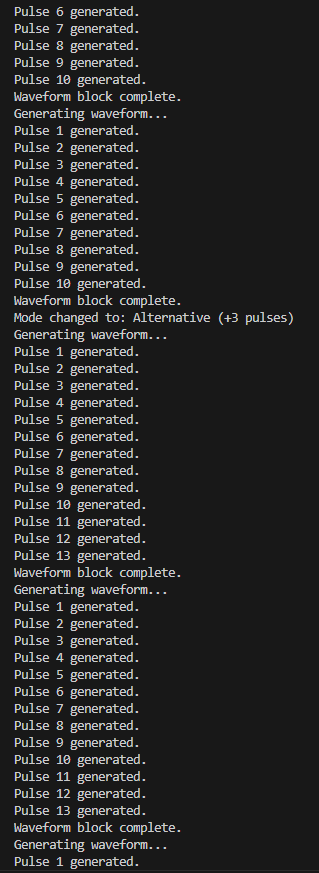 Pulse 6 generated.
Pulse 7 generated.
Pulse 8 generated.
Pulse 9 generated.
Pulse 10 generated.
Waveform block complete.
Generating waveform...
Pulse 1 generated.
Pulse 2 generated.
Pulse 3 generated.
Pulse 4 generated.
Pulse 5 generated.
Pulse 6 generated.
Pulse 7 generated.
Pulse 8 generated.
Pulse 9 generated.
Pulse 10 generated.
Waveform block complete.
Mode changed to: Alternative (+3 pulses)
Generating waveform...
Pulse 1 generated.
Pulse 2 generated.
Pulse 3 generated.
Pulse 4 generated.
Pulse 5 generated.
Pulse 6 generated.
Pulse 7 generated.
Pulse 8 generated.
Pulse 9 generated.
Pulse 10 generated.
Pulse 11 generated.
Pulse 12 generated.
Pulse 13 generated.
Waveform block complete.
Generating waveform...
Pulse 1 generated.
Pulse 2 generated.
Pulse 3 generated.
Pulse 4 generated.
Pulse 5 generated.
Pulse 6 generated.
Pulse 7 generated.
Pulse 8 generated.
Pulse 9 generated.
Pulse 10 generated.
Pulse 11 generated.
Pulse 12 generated.
Pulse 13 generated.
Waveform block complete.
Generating waveform...
Pulse 1 generated.